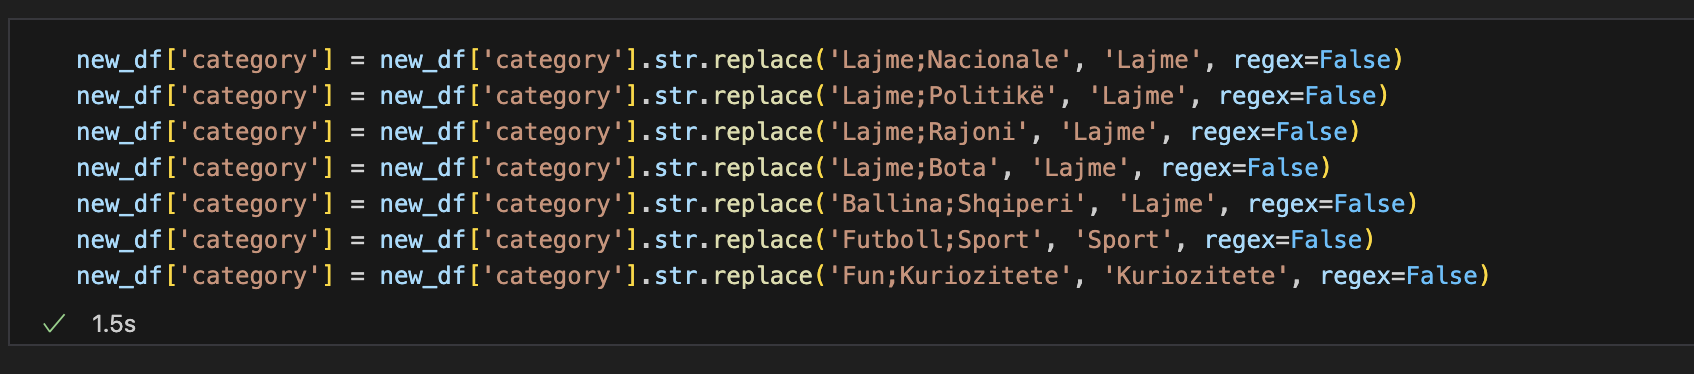 new_df['category'] = new_df['category'].str.replace('Lajme;Nacionale', 'Lajme', regex=False)
new_df['category'] = new_df['category'].str.replace('Lajme;Politikë', 'Lajme', regex=False)
new_df['category'] = new_df['category'].str.replace('Lajme;Rajoni', 'Lajme', regex=False)
new_df['category'] = new_df['category'].str.replace('Lajme;Bota', 'Lajme', regex=False)
new_df['category'] = new_df['category'].str.replace('Ballina;Shqiperi', 'Lajme', regex=False)
new_df['category'] = new_df['category'].str.replace('Futboll;Sport', 'Sport', regex=False)
new_df['category'] = new_df['category'].str.replace('Fun;Kuriozitete', 'Kuriozitete', regex=False)
1.5s